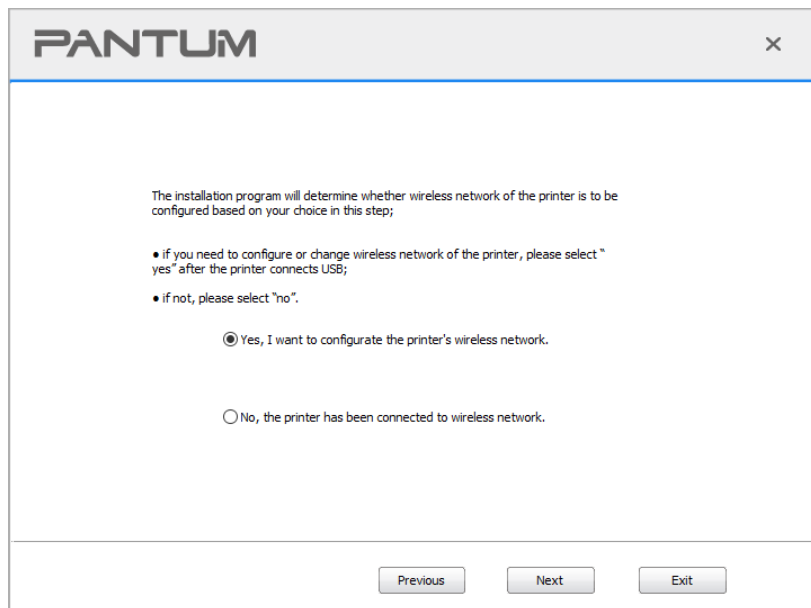 PANTUM
The installation program will determine whether wireless network of the printer is to be
configured based on your choice in this step;
● if you need to configure or change wireless network of the printer, please select “
yes” after the printer connects USB;
● if not, please select “no”.
Yes, I want to configurate the printer's wireless network.
No, the printer has been connected to wireless network.
Previous Next Exit